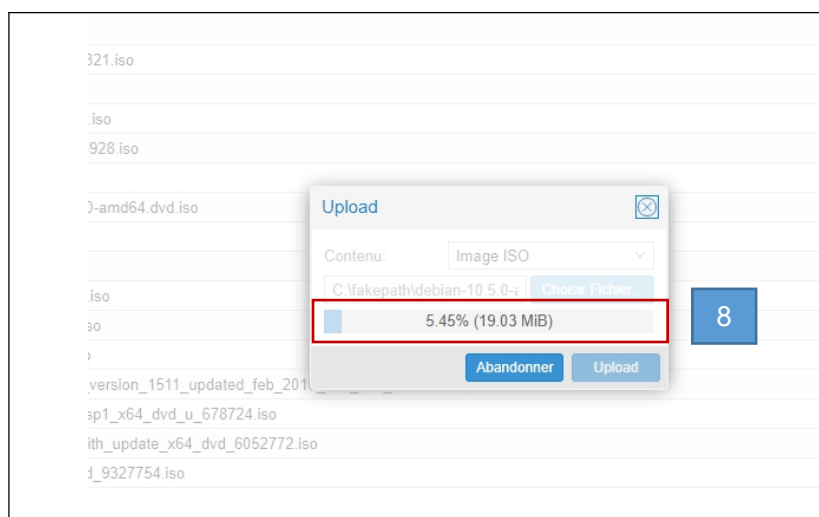 321.iso
.iso
928.iso
0-amd64.dvd.iso
Upload
Contenu:
Image ISO
C:\fakepath\debian-10.5.0-a
Choisir Fichier...
.iso
5.45% (19.03 MiB)
8
so
Abandonner
Upload
_version_1511_updated_feb_201
sp1_x64_dvd_u_678724.iso
ith_update_x64_dvd_6052772.iso
d_9327754.iso